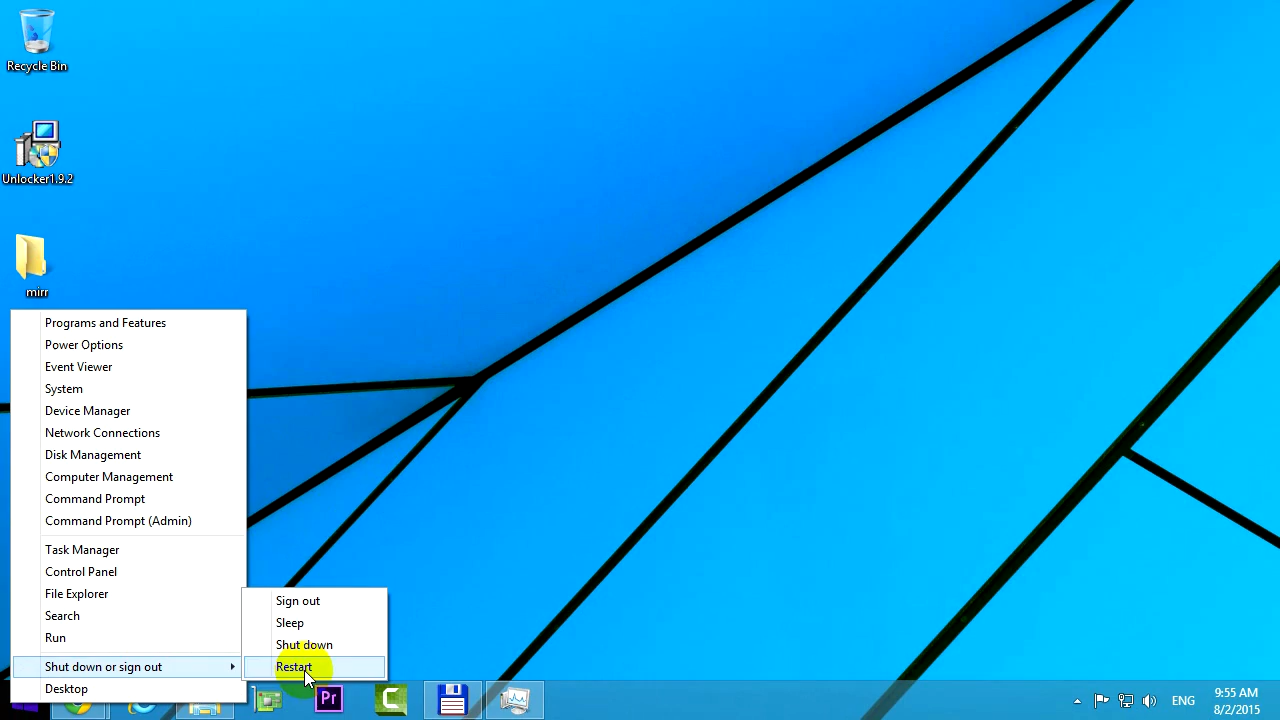 Recycle Bin
Unlocker1.9.2
mirr
Programs and Features
Power Options
Event Viewer
System
Device Manager
Network Connections
Disk Management
Computer Management
Command Prompt
Command Prompt (Admin)
Task Manager
Control Panel
File Explorer
Search
Run
Shut down or sign out
Desktop
Sign out
Sleep
Shut down
Restart
Pr
C
ENG
9:55 AM
8/2/2015